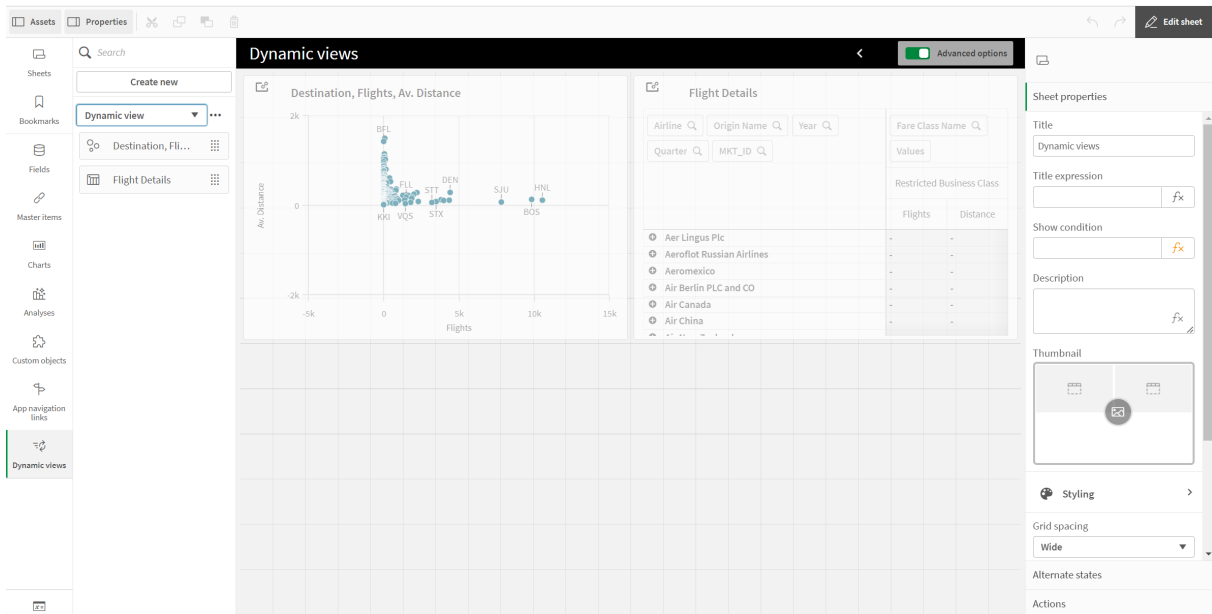 Assets
Properties
Edit sheet
Sheets
Bookmarks
Fields
Master items
Charts
Analyses
Custom objects
App navigation
links
Dynamic views
Search
Create new
Dynamic view
Destination, Fli...
Flight Details
Dynamic views
Advanced options
Destination, Flights, Av. Distance
2k
0
-2k
Av. Distance
BFL
FLL
STT
DEN
SJU
HNL
KKI
VQS
STX
BOS
-5k
0
5k
10k
15k
Flights
Flight Details
Airline
Origin Name
Year
Quarter
MKT_ID
Fare Class Name
Values
Restricted Business Class
Flights
Distance
Aer Lingus Plc
-
-
Aeroflot Russian Airlines
-
-
Aeromexico
-
-
Air Berlin PLC and CO
-
-
Air Canada
-
-
Air China
-
-
Sheet properties
Title
Dynamic views
Title expression
fx
Show condition
fx
Description
fx
Thumbnail
Styling
Grid spacing
Wide
Alternate states
Actions